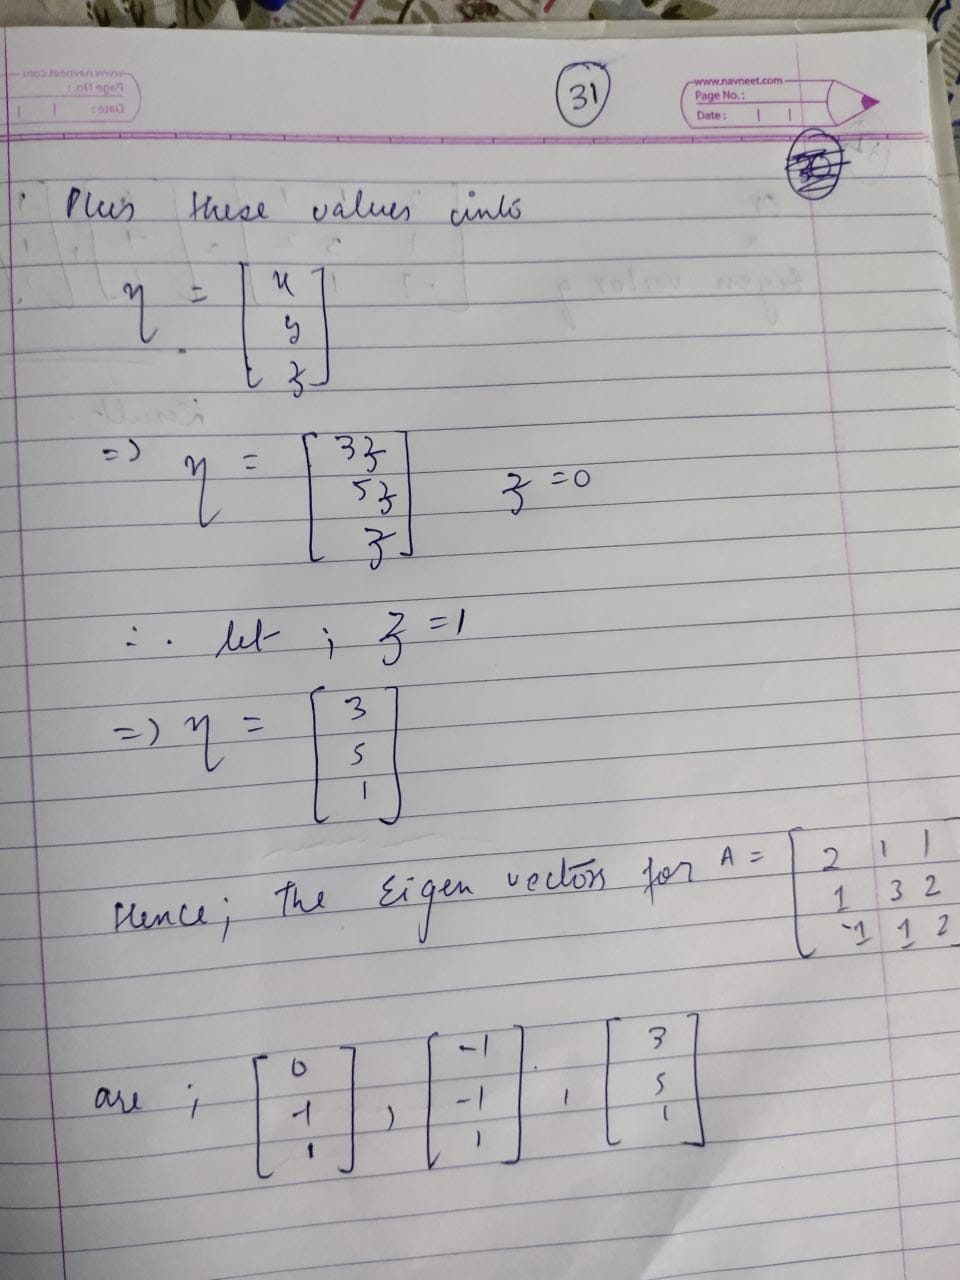 31
www.navneet.com
Page No.:
Date:
30
Plus these values into
η = [x
y
z]
=) η = [3z
5z
z] z =0
∴ let ; z =1
=) η = [3
5
1]
Hence; the Eigen vectors for A = [2 1 1
1 3 2
-1 1 2
are ; [0
-1
1] , [-1
-1
1] , [3
5
1]